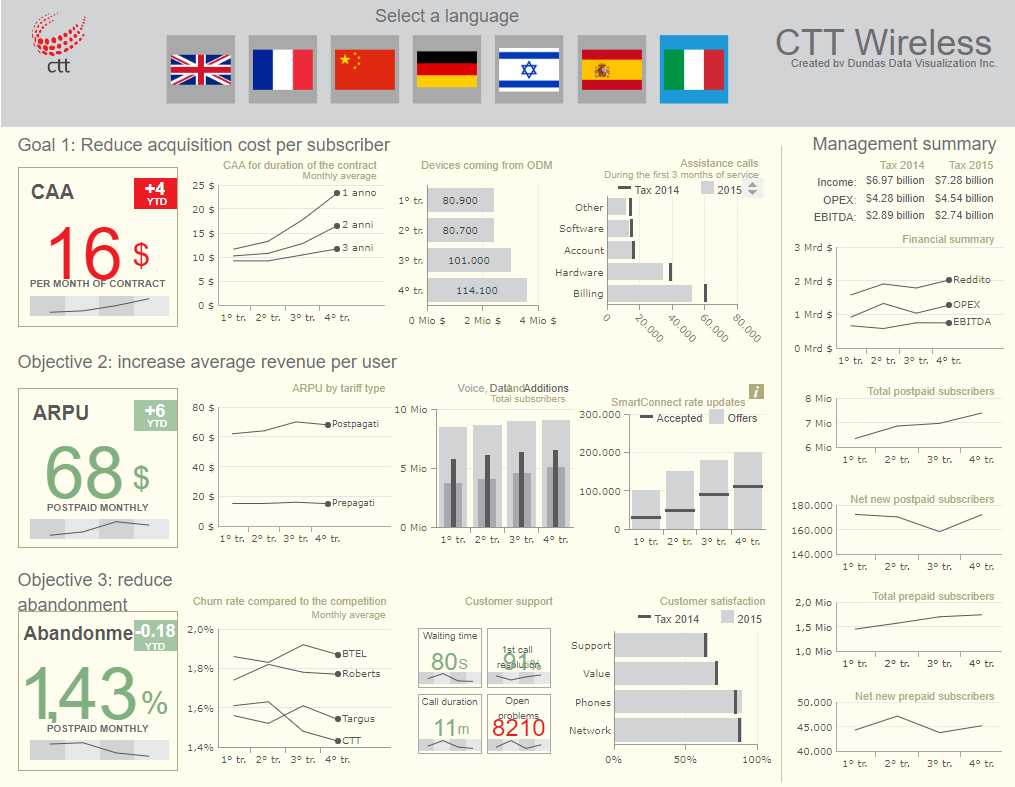 Select a language
ctt
CTT Wireless
Created by Dundas Data Visualization Inc.
Goal 1: Reduce acquisition cost per subscriber
CAA
+4
YTD
16 $
PER MONTH OF CONTRACT
CAA for duration of the contract
Monthly average
25 $
20 $
15 $
10 $
5 $
0 $
1 anno
2 anni
3 anni
1° tr. 2° tr. 3° tr. 4° tr.
Devices coming from ODM
1° tr. 80.900
2° tr. 80.700
3° tr. 101.000
4° tr. 114.100
0 Mio $ 2 Mio $ 4 Mio $
Assistance calls
During the first 3 months of service
Tax 2014 2015
Other
Software
Account
Hardware
Billing
0 20.000 40.000 60.000 80.000
Management summary
Tax 2014 Tax 2015
Income: $6.97 billion $7.28 billion
OPEX: $4.28 billion $4.54 billion
EBITDA: $2.89 billion $2.74 billion
Financial summary
3 Mrd $
2 Mrd $
1 Mrd $
0 Mrd $
Reddito
OPEX
EBITDA
1° tr. 2° tr. 3° tr. 4° tr.
Objective 2: increase average revenue per user
ARPU
+6
YTD
68 $
POSTPAID MONTHLY
ARPU by tariff type
80 $
60 $
40 $
20 $
0 $
Postpagati
Prepagati
1° tr. 2° tr. 3° tr. 4° tr.
Voice, Data And Additions
Total subscribers
10 Mio
5 Mio
0 Mio
1° tr. 2° tr. 3° tr. 4° tr.
i
SmartConnect rate updates
Accepted Offers
300.000
200.000
100.000
0
1° tr. 2° tr. 3° tr. 4° tr.
Total postpaid subscribers
8 Mio
7 Mio
6 Mio
1° tr. 2° tr. 3° tr. 4° tr.
Net new postpaid subscribers
180.000
160.000
140.000
1° tr. 2° tr. 3° tr. 4° tr.
Objective 3: reduce
abandonment
Abandonme
-0.18
YTD
1,43 %
POSTPAID MONTHLY
Churn rate compared to the competition
Monthly average
2,0%
1,8%
1,6%
1,4%
BTEL
Roberts
Targus
CTT
1° tr. 2° tr. 3° tr. 4° tr.
Customer support
Waiting time
80s
1st call
resolution
91%
Call duration
11m
Open
problems
8210
Customer satisfaction
Tax 2014 2015
Support
Value
Phones
Network
0% 50% 100%
Total prepaid subscribers
2,0 Mio
1,5 Mio
1,0 Mio
1° tr. 2° tr. 3° tr. 4° tr.
Net new prepaid subscribers
50.000
45.000
40.000
1° tr. 2° tr. 3° tr. 4° tr.